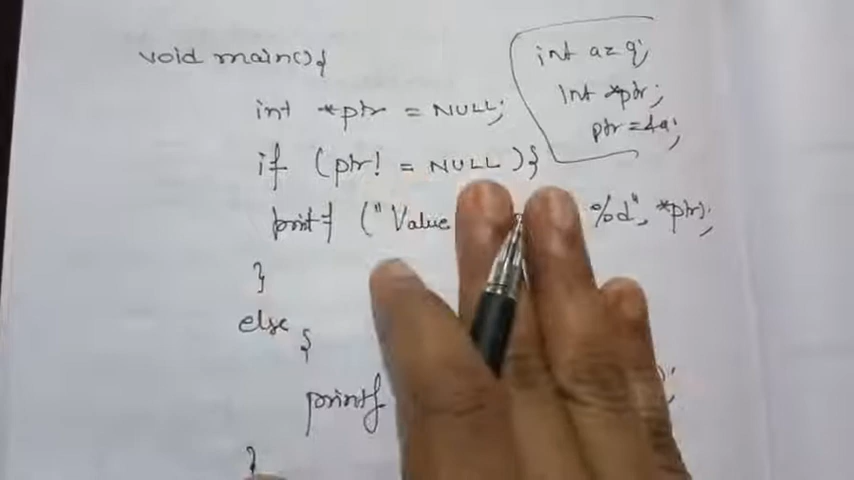 void main(){
int *ptr = NULL;
if (ptr! = NULL){
printf ("Value %d", *ptr);
}
else {
printf );
}
int a= 9;
int *ptr;
ptr = &a;